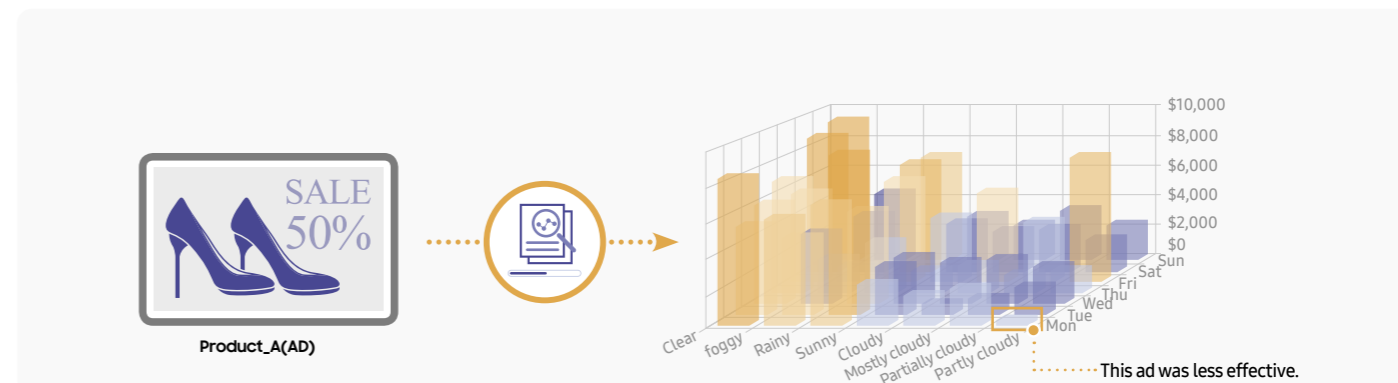 SALE
50%
Product_A(AD)
$10,000
$8,000
$6,000
$4,000
$2,000
$0
Sun
Sat
Fri
Thu
Wed
Tue
Mon
Clear
foggy
Rainy
Sunny
Cloudy
Mostly cloudy
Partially cloudy
Partly cloudy
This ad was less effective.